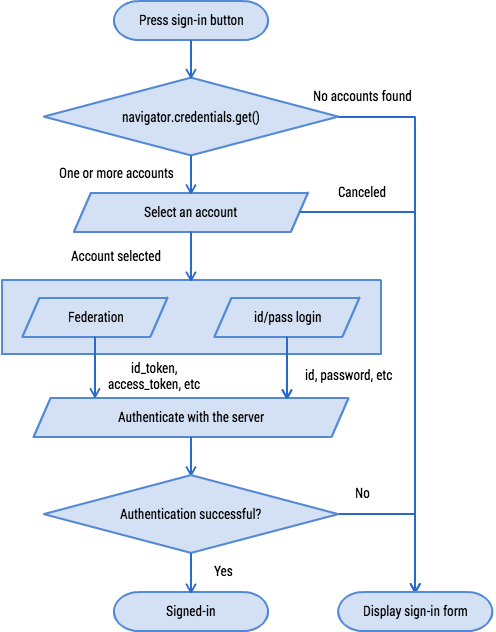 Press sign-in button
No accounts found
navigator.credentials.get()
One or more accounts
Canceled
Select an account
Account selected
Federation
id/pass login
id_token,
access_token, etc
id, password, etc
Authenticate with the server
No
Authentication successful?
Yes
Signed-in
Display sign-in form